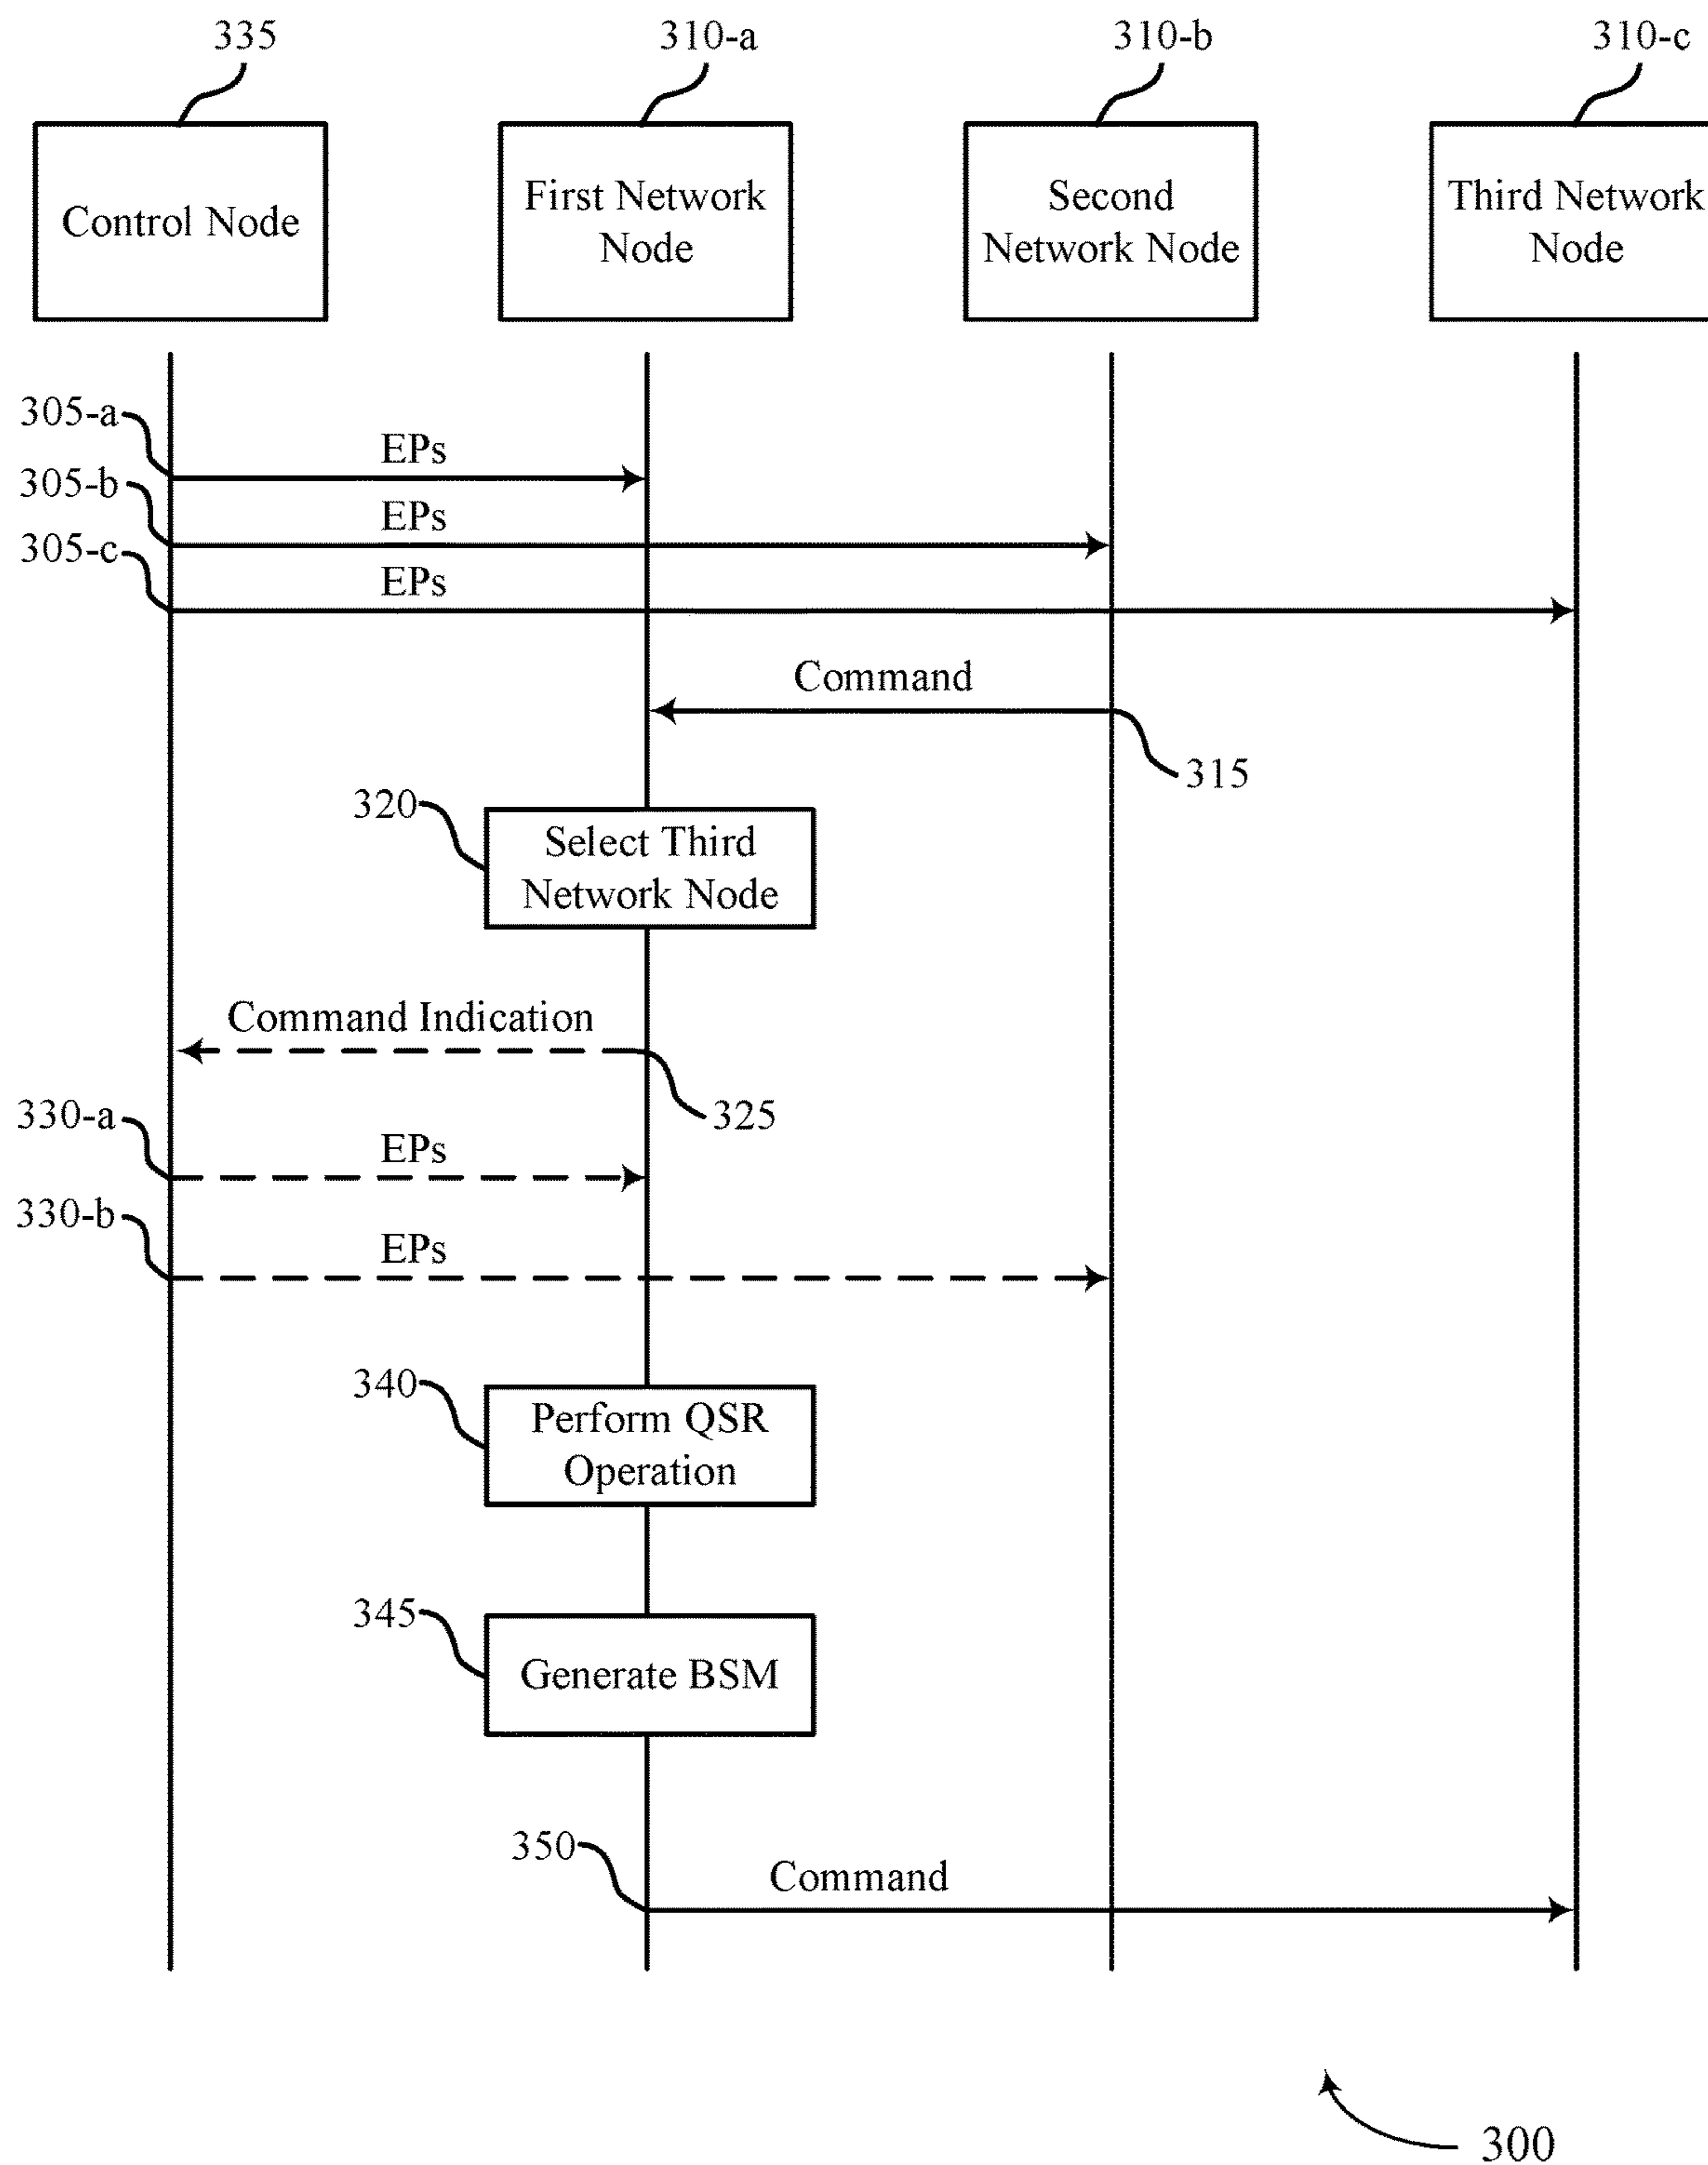 335
310-a
310-b
310-c
Control Node
First Network
Node
Second
Network Node
Third Network
Node
305-a
EPs
305-b
EPs
305-c
EPs
Command
315
320
Select Third
Network Node
Command Indication
325
330-a
EPs
330-b
EPs
340
Perform QSR
Operation
345
Generate BSM
350
Command
300